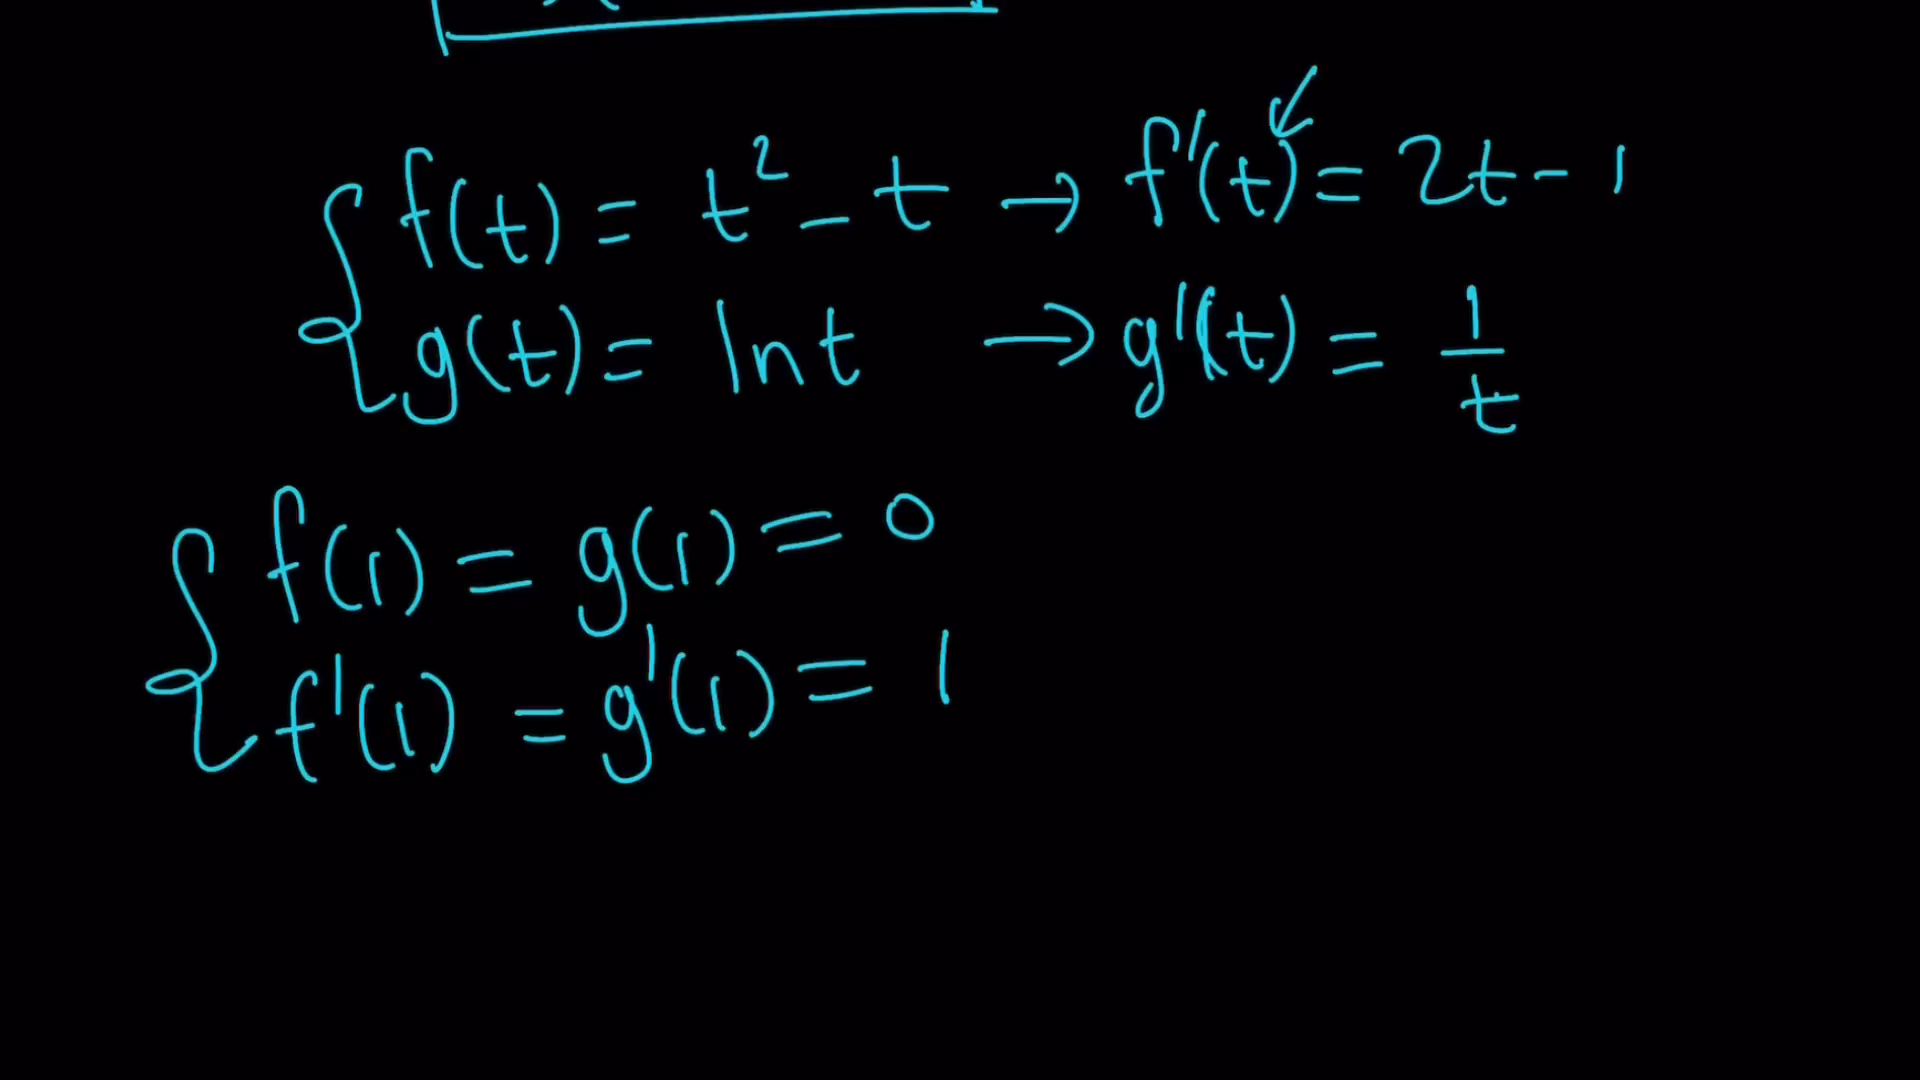 f(t) = t² - t → f'(t) = 2t - 1
g(t) = ln t → g'(t) = 1/t
f(1) = g(1) = 0
f'(1) = g'(1) = 1